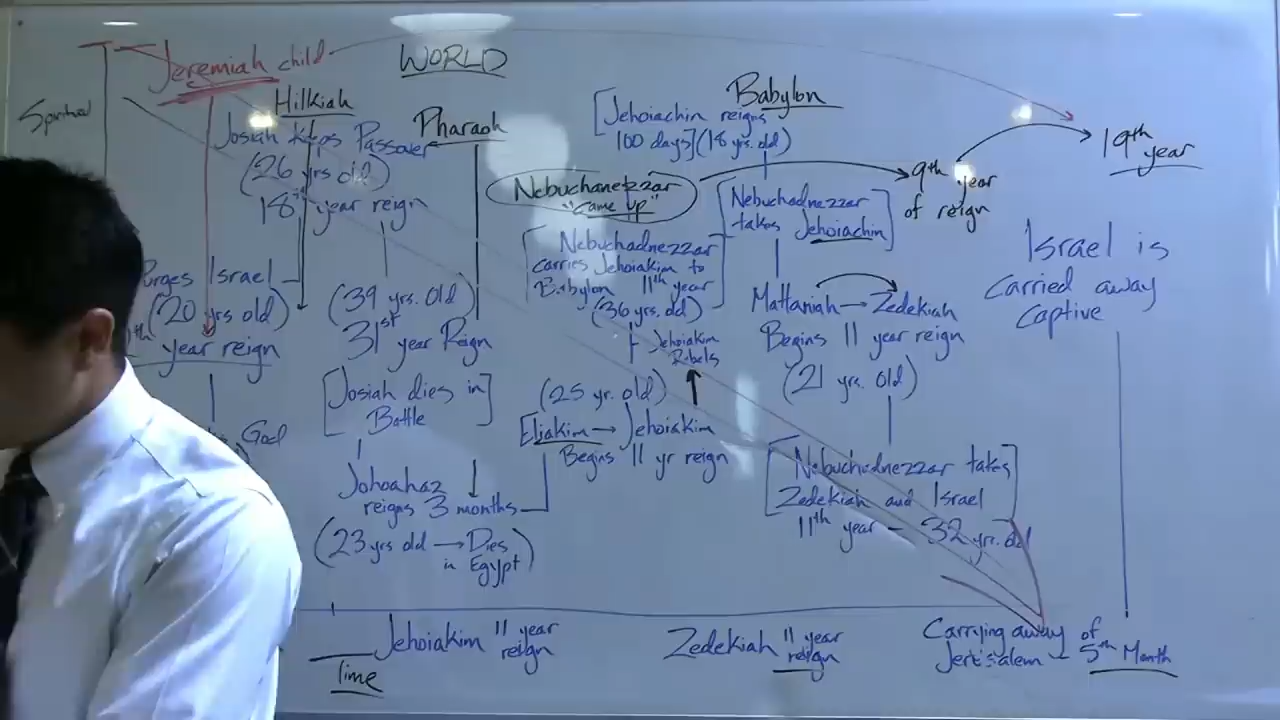 Jeremiah child
WORLD
Spiritual
Hilkiah
Josiah keps Passover
(26 yrs old)
18th year reign
Pharaoh
Purges Israel
(20 yrs old)
year reign
God
(39 yrs. Old)
31st year Reign
[Josiah dies in]
Battle
Johoahaz
reigns 3 months
(23 yrs old → Dies
in Egypt)
Babylon
[Jehoiachin reigns
100 days] (18 yrs. old)
Nebuchanezzar
"came up"
9th year
of reign
19th
year
[Nebuchadnezzar
takes Jehoiachin]
[Nebuchadnezzar
carries Jehoiakim to
Babylon 11th year]
(36 yrs. old)
Jehoiakim
Rebels
(25 yr. old)
Eliakim → Jehoiakim
Begins 11 yr reign
Mattaniah → Zedekiah
Begins 11 year reign
(21 yrs. Old)
[Nebuchadnezzar takes
Zedekiah and Israel]
11th year – 32 yr. old
Israel is
Carried away
captive
Jehoiakim 11 year
reign
Zedekiah 11 year
reign
Carrying away of
Jerusalem – 5th Month
Time